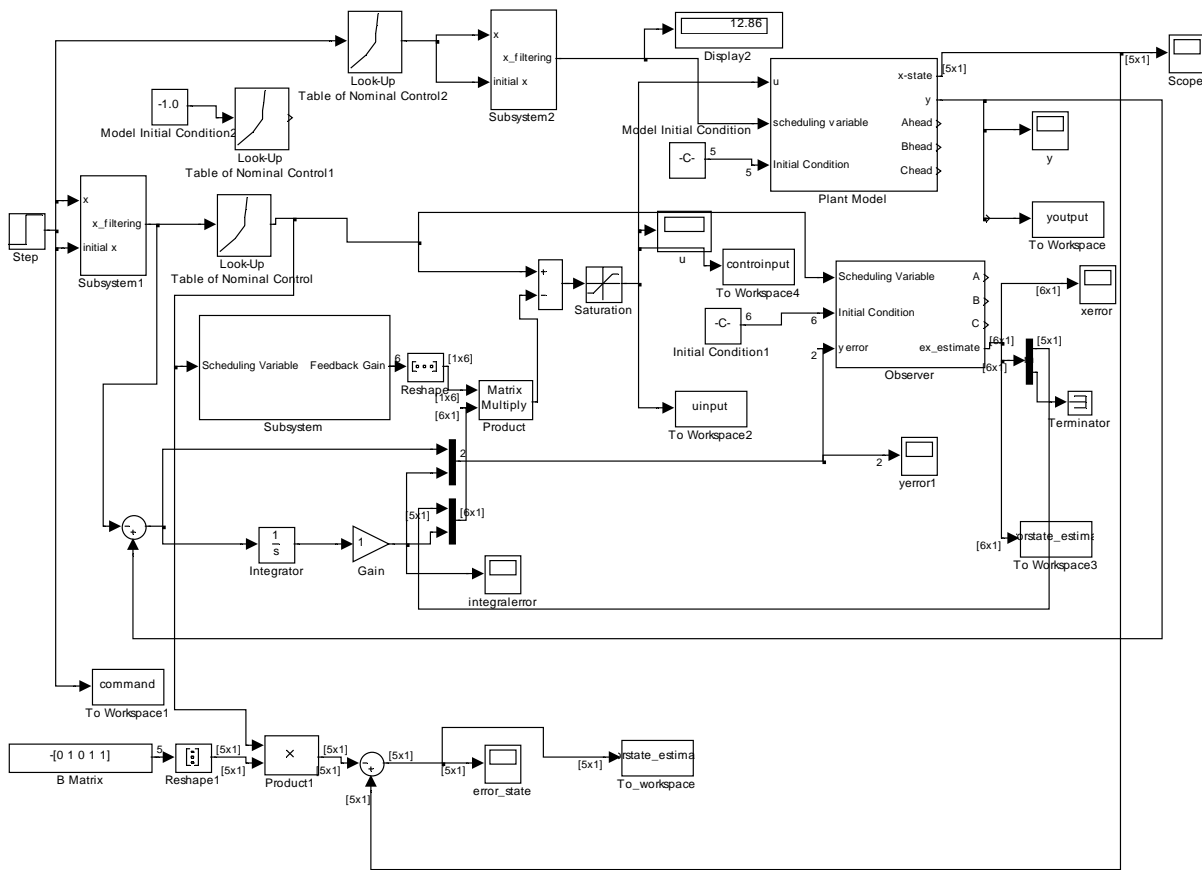 12.86
Display2
x
x_filtering
initial x
Subsystem2
Look-Up
Table of Nominal Control2
-1.0
Model Initial Condition2
Look-Up
Table of Nominal Control1
u
scheduling variable
Initial Condition
x-state
y
Ahead
Bhead
Chead
Plant Model
[5x1]
[5x1]
Scope
y
Model Initial Condition
-C-
5
5
youtput
To Workspace
Step
x
x_filtering
initial x
Subsystem1
Look-Up
Table of Nominal Control
u
controinput
To Workspace4
+
−
Saturation
Scheduling Variable
Initial Condition
y error
A
B
C
ex_estimate
Observer
-C-
6
6
Initial Condition1
2
[6x1]
xerror
[6x1]
[5x1]
[6x1]
Terminator
Scheduling Variable
Feedback Gain
Subsystem
6
Reshape
[1x6]
[1x6]
[6x1]
Matrix
Multiply
Product
uinput
To Workspace2
2
2
yerror1
[5x1]
[6x1]
−
+
1
s
Integrator
1
Gain
integralerror
orstate_estima
To Workspace3
[6x1]
command
To Workspace1
-[0 1 0 1 1]
B Matrix
5
Reshape1
[5x1]
[5x1]
×
Product1
[5x1]
[5x1]
−
+
[5x1]
[5x1]
[5x1]
error_state
[5x1]
rstate_estima
To_workspace